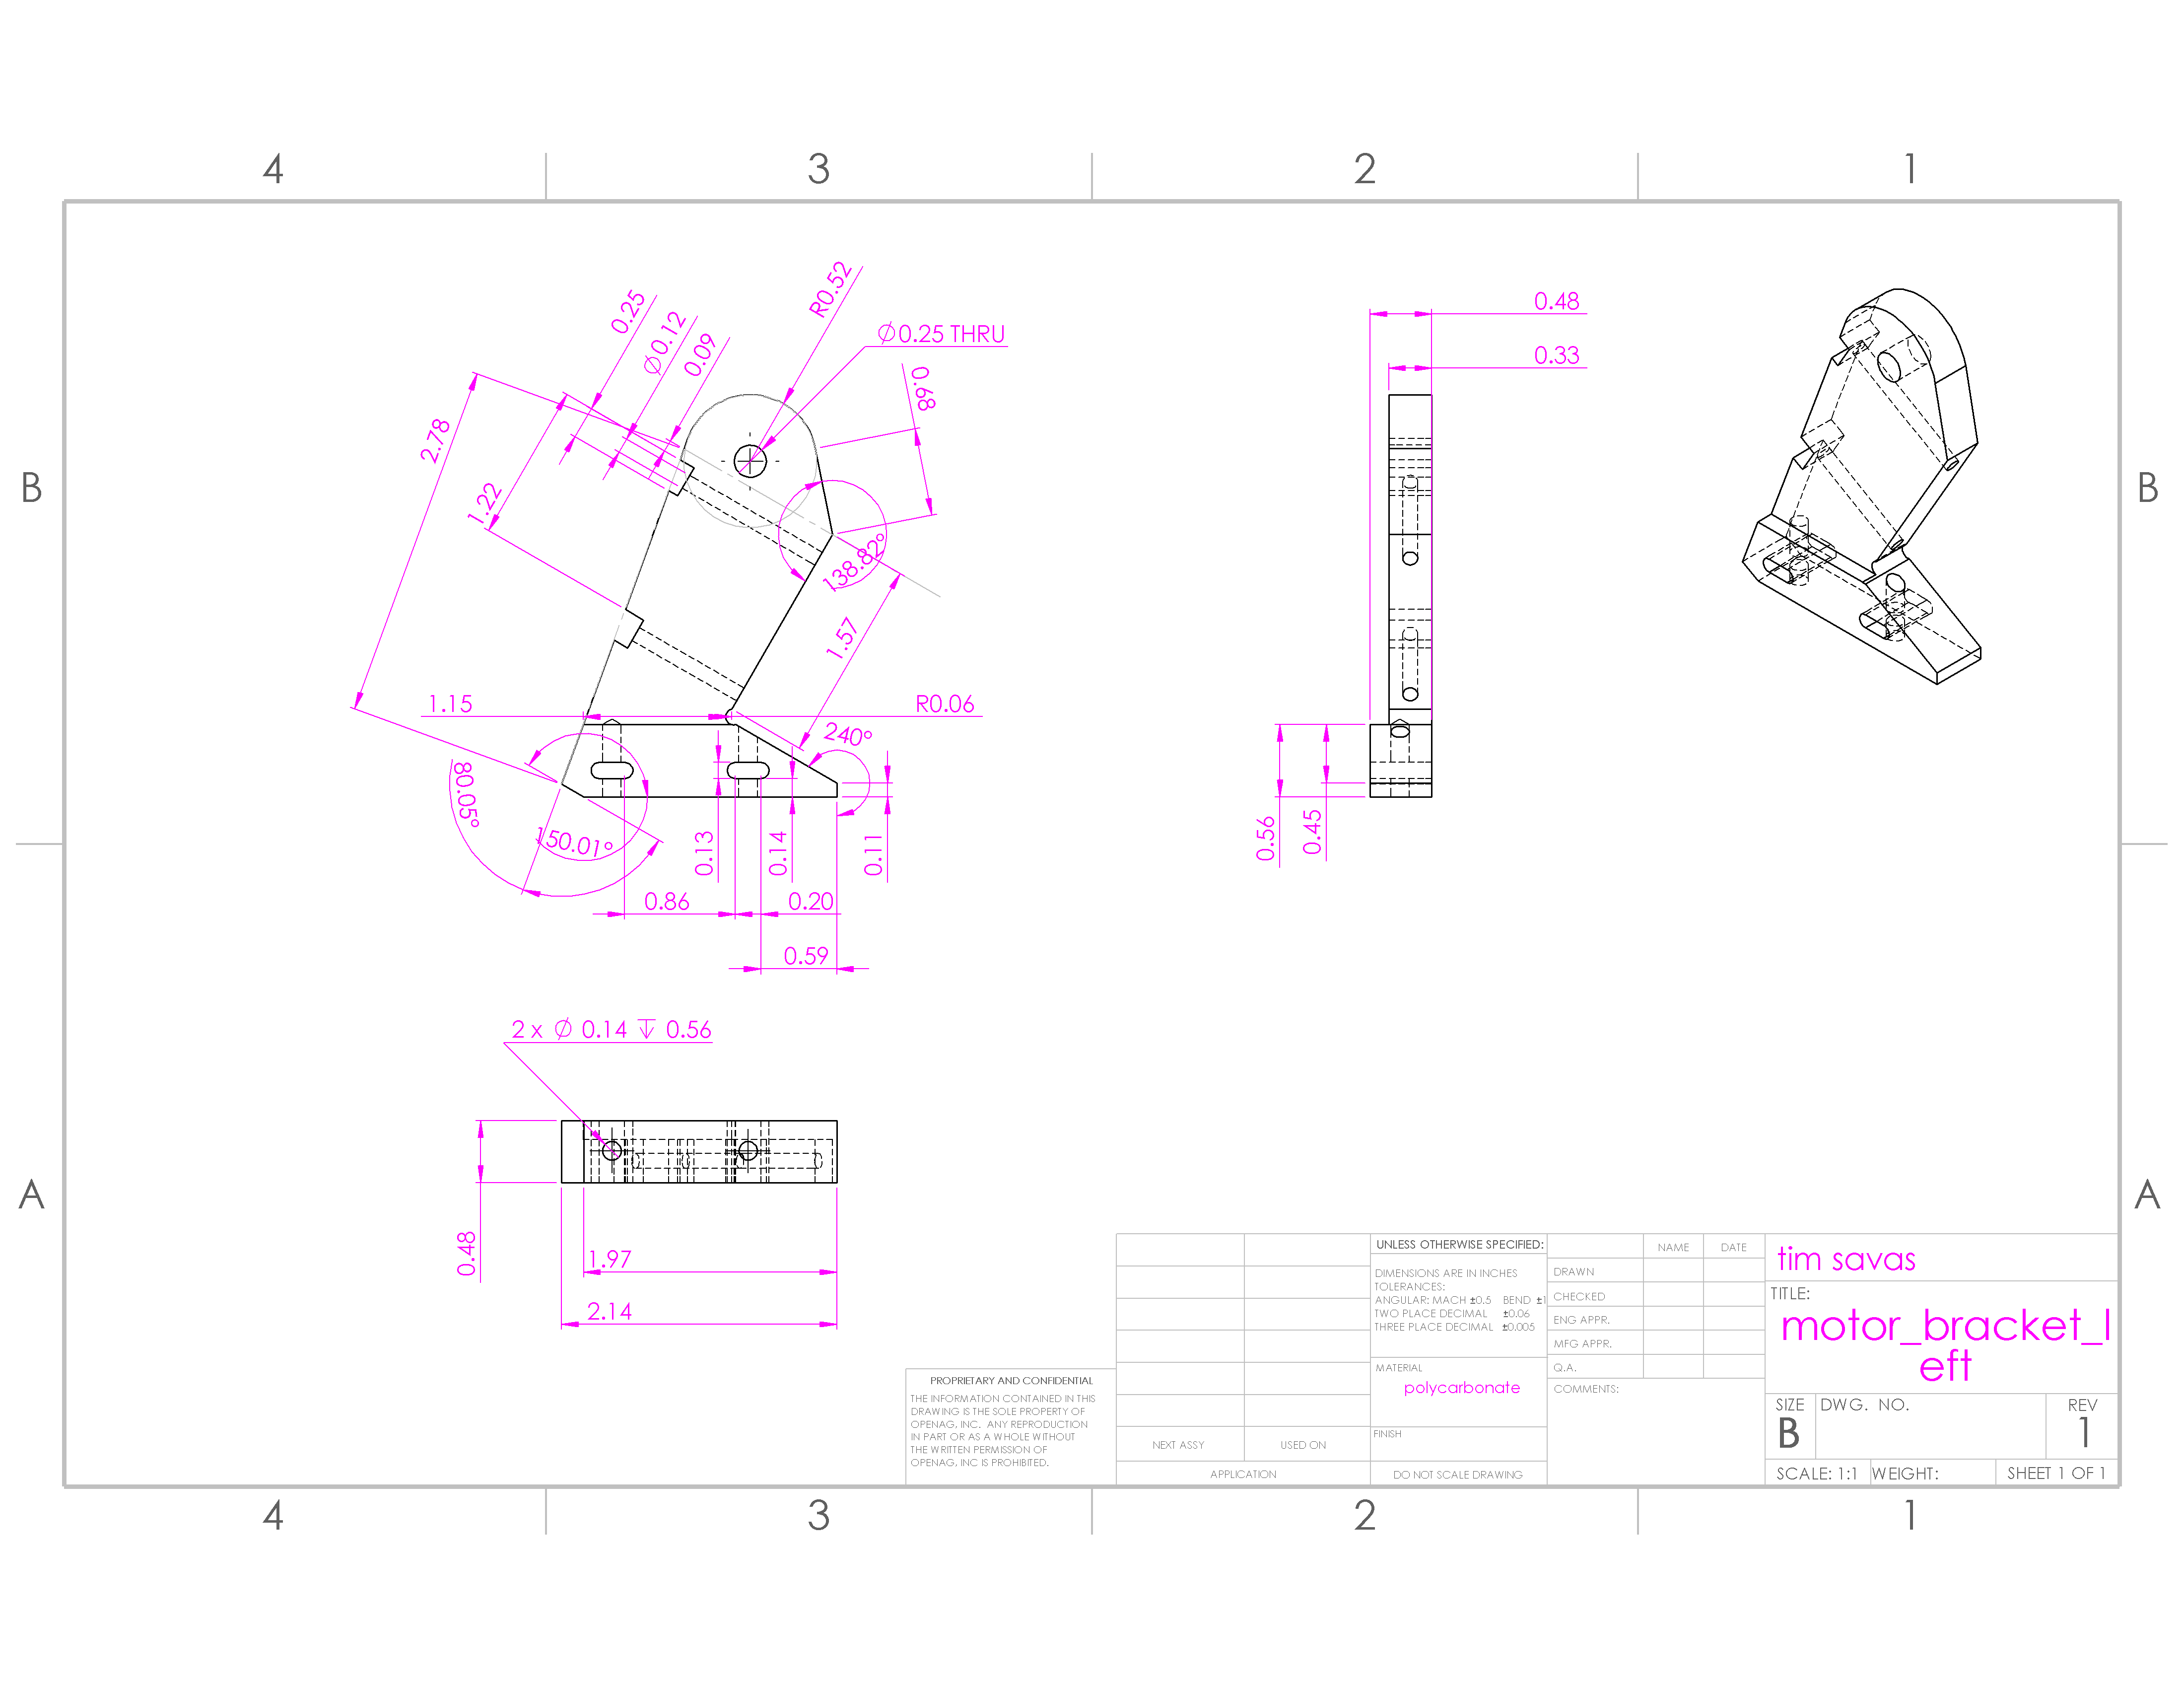 4 3 2 1
B B
A A
R0.52
0.25
⌀0.12
0.09
⌀0.25 THRU
0.68
2.78
1.22
138.82°
1.57
1.15
R0.06
240°
80.05°
150.01°
0.13
0.14
0.11
0.86
0.20
0.59
0.48
0.33
0.56
0.45
2 x ⌀ 0.14 ↧ 0.56
0.48
1.97
2.14
PROPRIETARY AND CONFIDENTIAL
THE INFORMATION CONTAINED IN THIS
DRAWING IS THE SOLE PROPERTY OF
OPENAG, INC. ANY REPRODUCTION
IN PART OR AS A WHOLE WITHOUT
THE WRITTEN PERMISSION OF
OPENAG, INC IS PROHIBITED.
NEXT ASSY
USED ON
APPLICATION
UNLESS OTHERWISE SPECIFIED:
DIMENSIONS ARE IN INCHES
TOLERANCES:
ANGULAR: MACH ±0.5 BEND ±1
TWO PLACE DECIMAL ±0.06
THREE PLACE DECIMAL ±0.005
MATERIAL
polycarbonate
FINISH
DO NOT SCALE DRAWING
NAME DATE
DRAWN
CHECKED
ENG APPR.
MFG APPR.
Q.A.
COMMENTS:
tim savas
TITLE:
motor_bracket_l
eft
SIZE DWG. NO. REV
B 1
SCALE: 1:1 WEIGHT: SHEET 1 OF 1
4 3 2 1